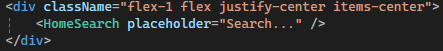 <div className="flex-1 flex justify-center items-center">
<HomeSearch placeholder="Search..." />
</div>